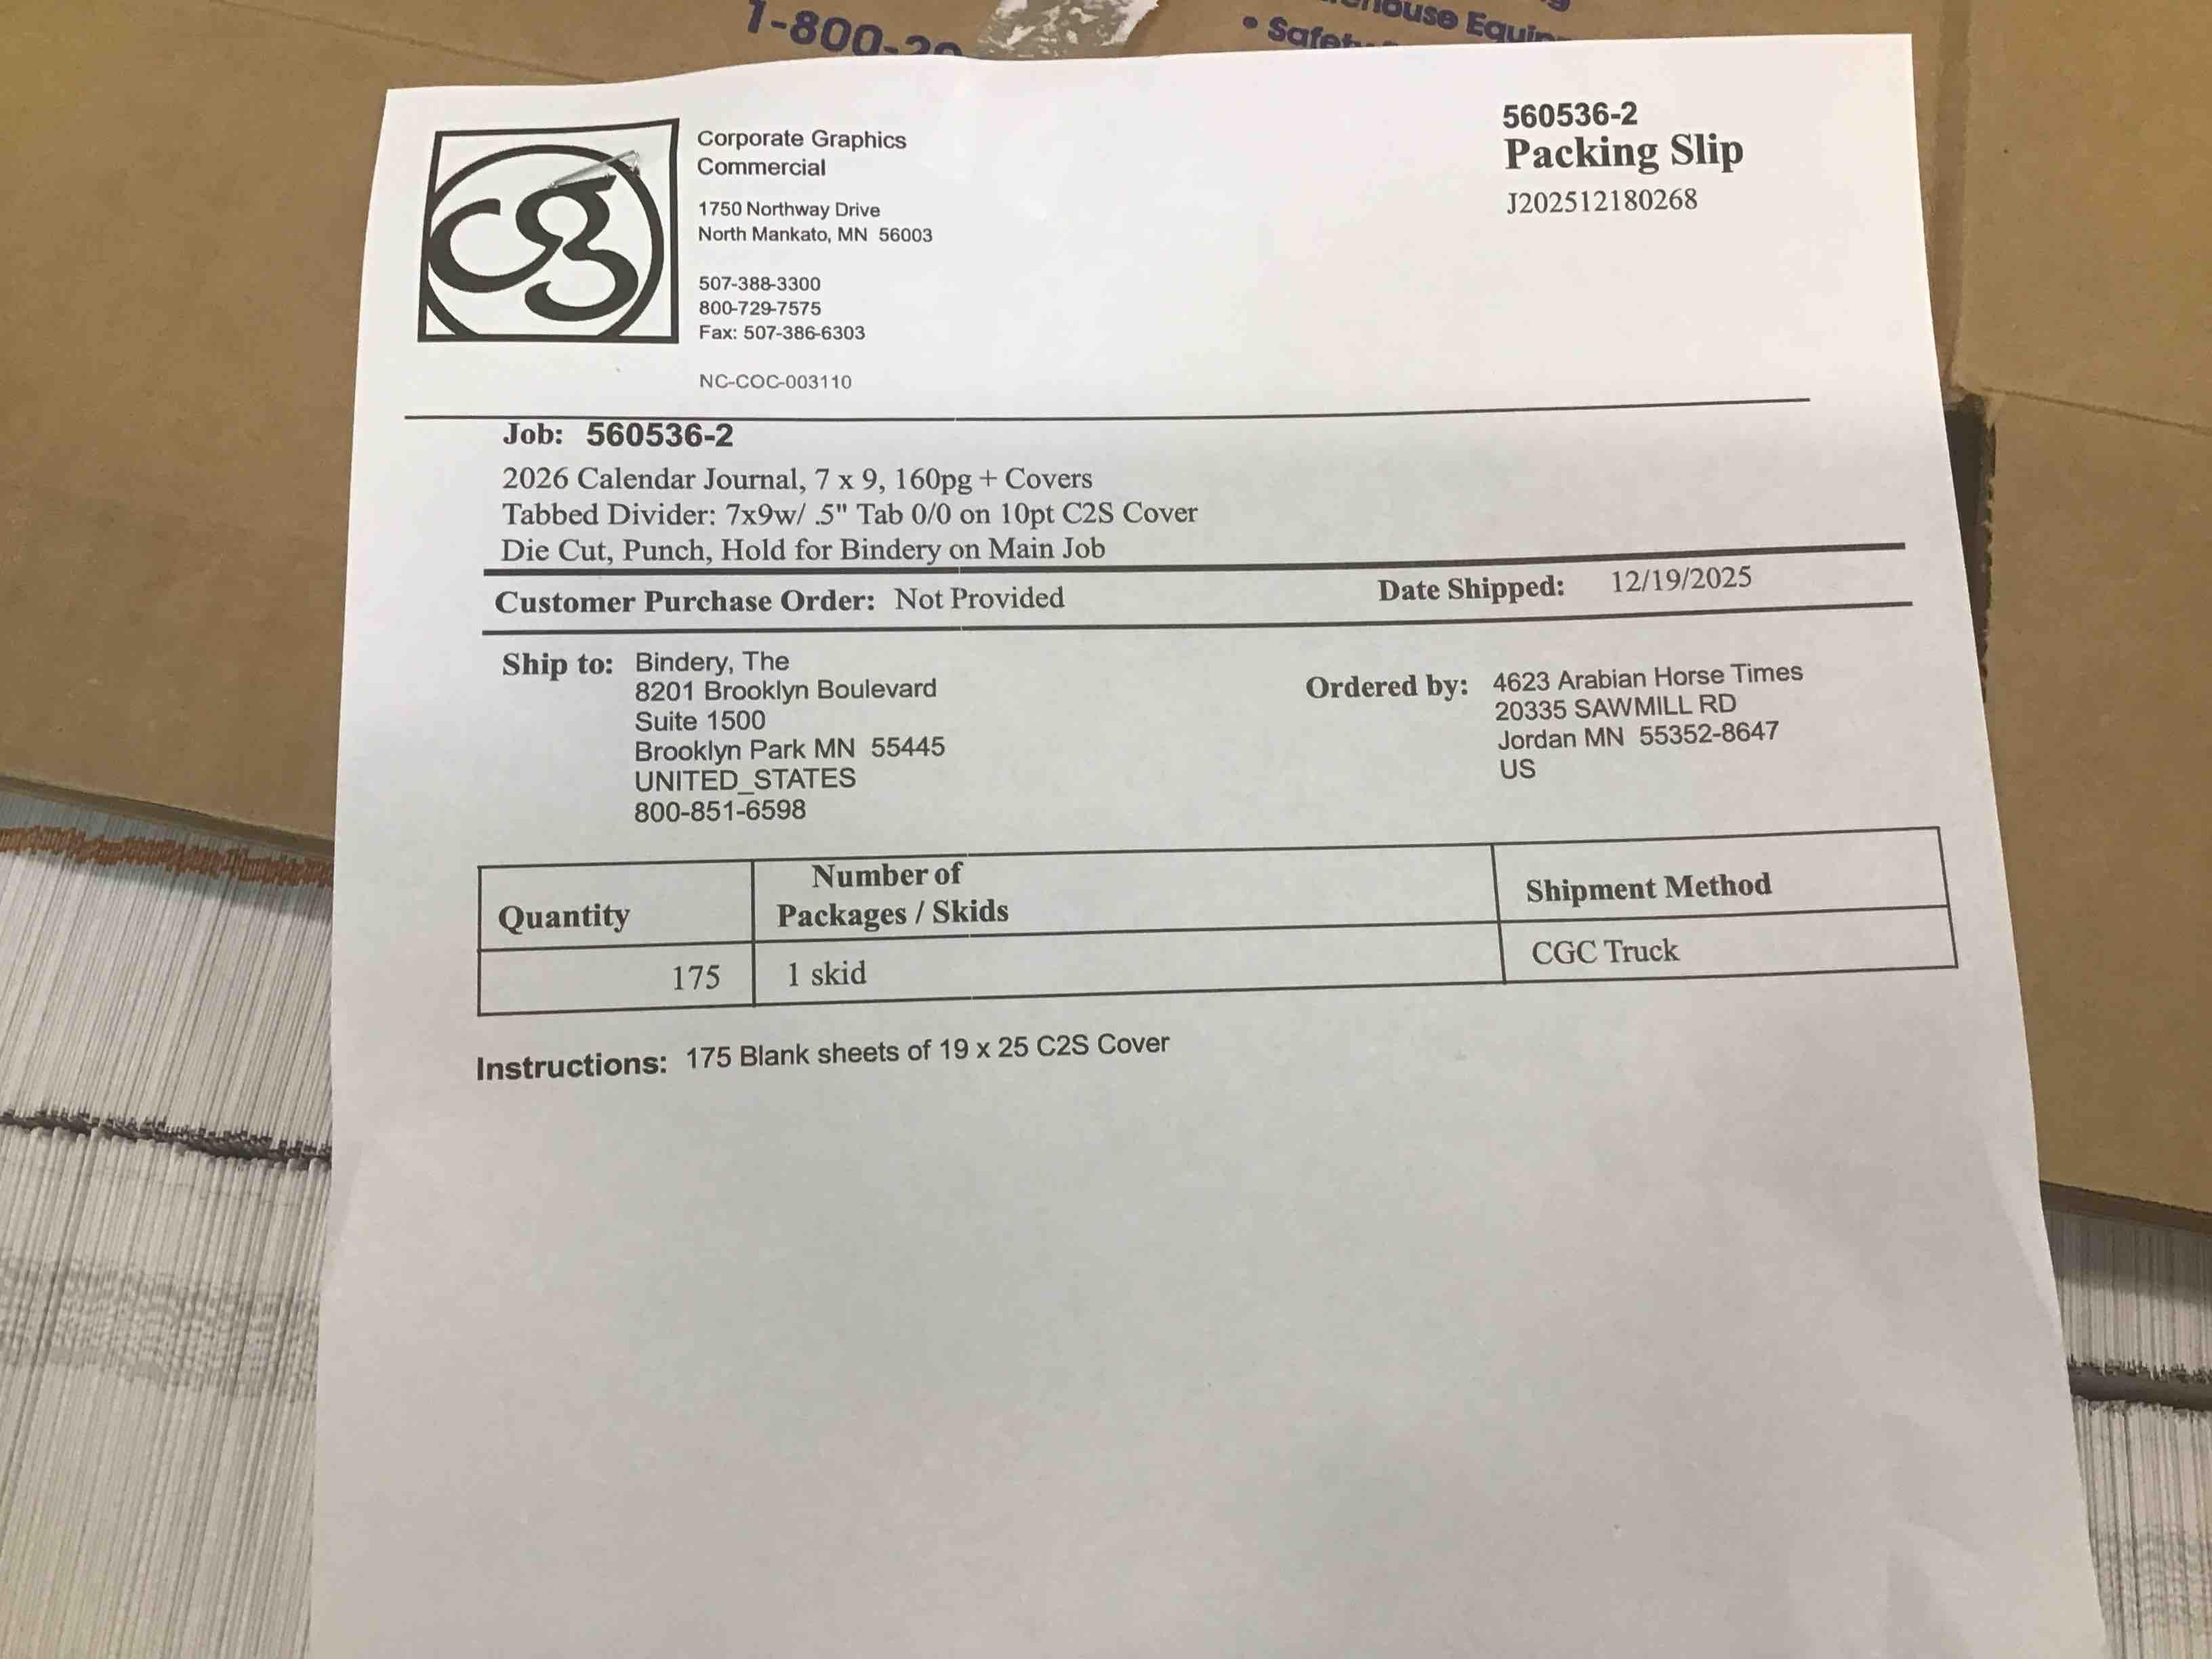 1-800-
• Safety
Equip
cg
Corporate Graphics
Commercial
1750 Northway Drive
North Mankato, MN 56003
507-388-3300
800-729-7575
Fax: 507-386-6303
NC-COC-003110
560536-2
Packing Slip
J202512180268
Job: 560536-2
2026 Calendar Journal, 7 x 9, 160pg + Covers
Tabbed Divider: 7x9w/ .5" Tab 0/0 on 10pt C2S Cover
Die Cut, Punch, Hold for Bindery on Main Job
Customer Purchase Order: Not Provided
Date Shipped: 12/19/2025
Ship to: Bindery, The
8201 Brooklyn Boulevard
Suite 1500
Brooklyn Park MN 55445
UNITED_STATES
800-851-6598
Ordered by: 4623 Arabian Horse Times
20335 SAWMILL RD
Jordan MN 55352-8647
US
Quantity
Number of
Packages / Skids
Shipment Method
175
1 skid
CGC Truck
Instructions: 175 Blank sheets of 19 x 25 C2S Cover